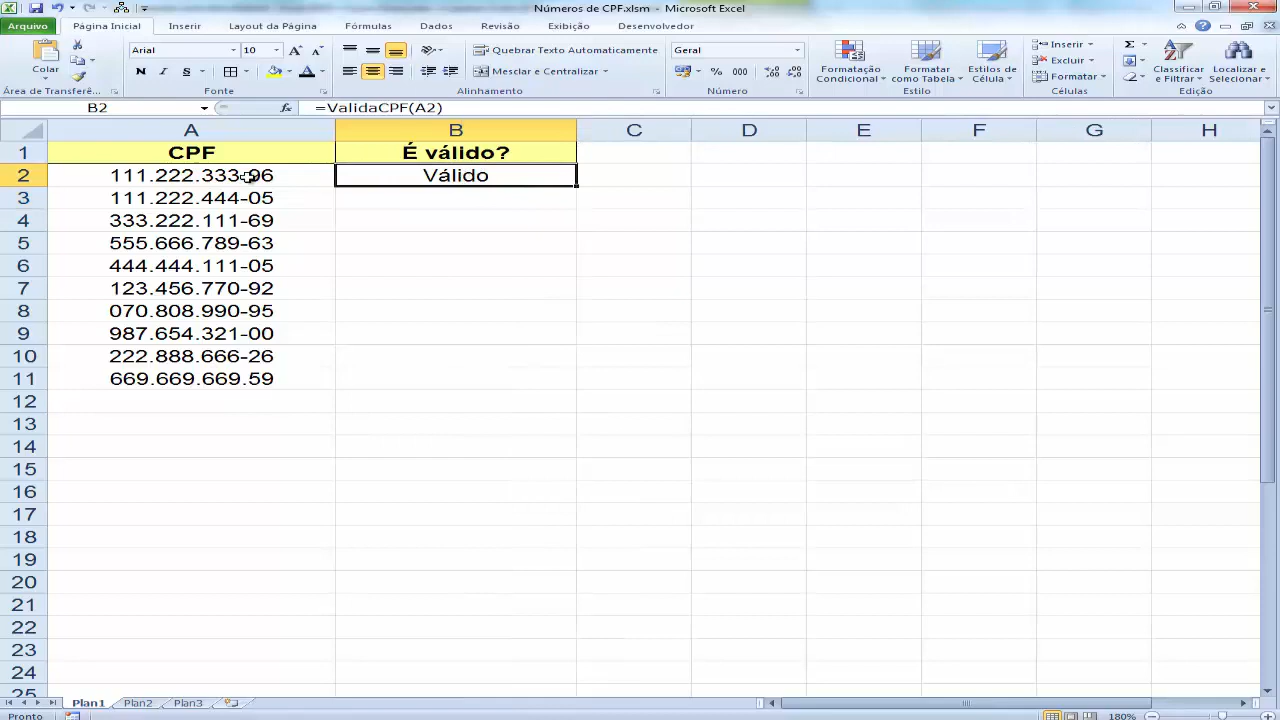 Números de CPF.xlsm - Microsoft Excel
Arquivo Página Inicial Inserir Layout da Página Fórmulas Dados Revisão Exibição Desenvolvedor
Arial 10 Quebrar Texto Automaticamente Geral Inserir
Colar N I S Mesclar e Centralizar % 000 Formatação Condicional Formatar como Tabela Estilos de Célula Excluir Formatar Classificar e Filtrar Localizar e Selecionar
Área de Transferê... Fonte Alinhamento Número Estilo Células Edição
B2 fx =ValidaCPF(A2)
A B C D E F G H
1 CPF É válido?
2 111.222.333-96 Válido
3 111.222.444-05
4 333.222.111-69
5 555.666.789-63
6 444.444.111-05
7 123.456.770-92
8 070.808.990-95
9 987.654.321-00
10 222.888.666-26
11 669.669.669.59
12
13
14
15
16
17
18
19
20
21
22
23
24
25
Plan1 Plan2 Plan3
Pronto 180%